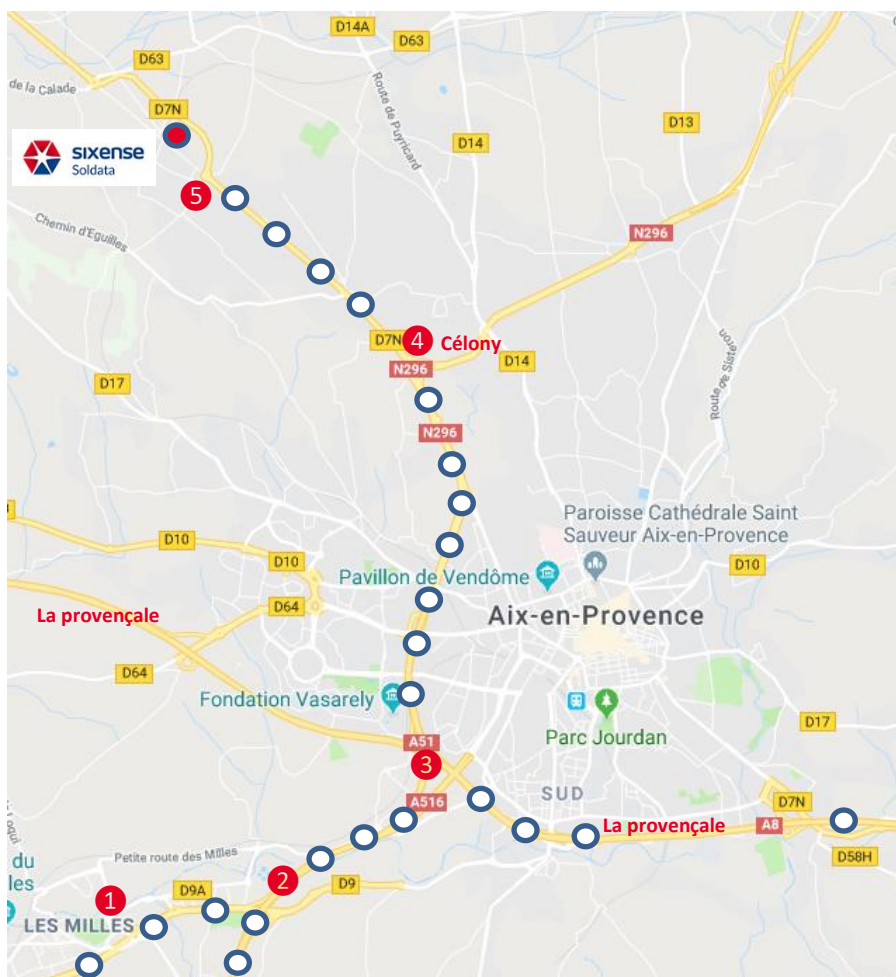 D14A
D63
D63
de la Calade
D7N
Route de Puyricard
D13
D14
sixense
Soldata
5
Chemin d'Eguilles
N296
4
Célony
D7N
D14
N296
D17
Route de Sisteron
N296
Paroisse Cathédrale Saint
Sauveur Aix-en-Provence
D10
D10
D10
Pavillon de Vendôme
La provençale
D64
Aix-en-Provence
D64
Fondation Vasarely
D17
A51
Parc Jourdan
3
A516
SUD
D7N
La provençale
A8
D58H
Petite route des Milles
du
les
2
D9A
D9
1
LES MILLES